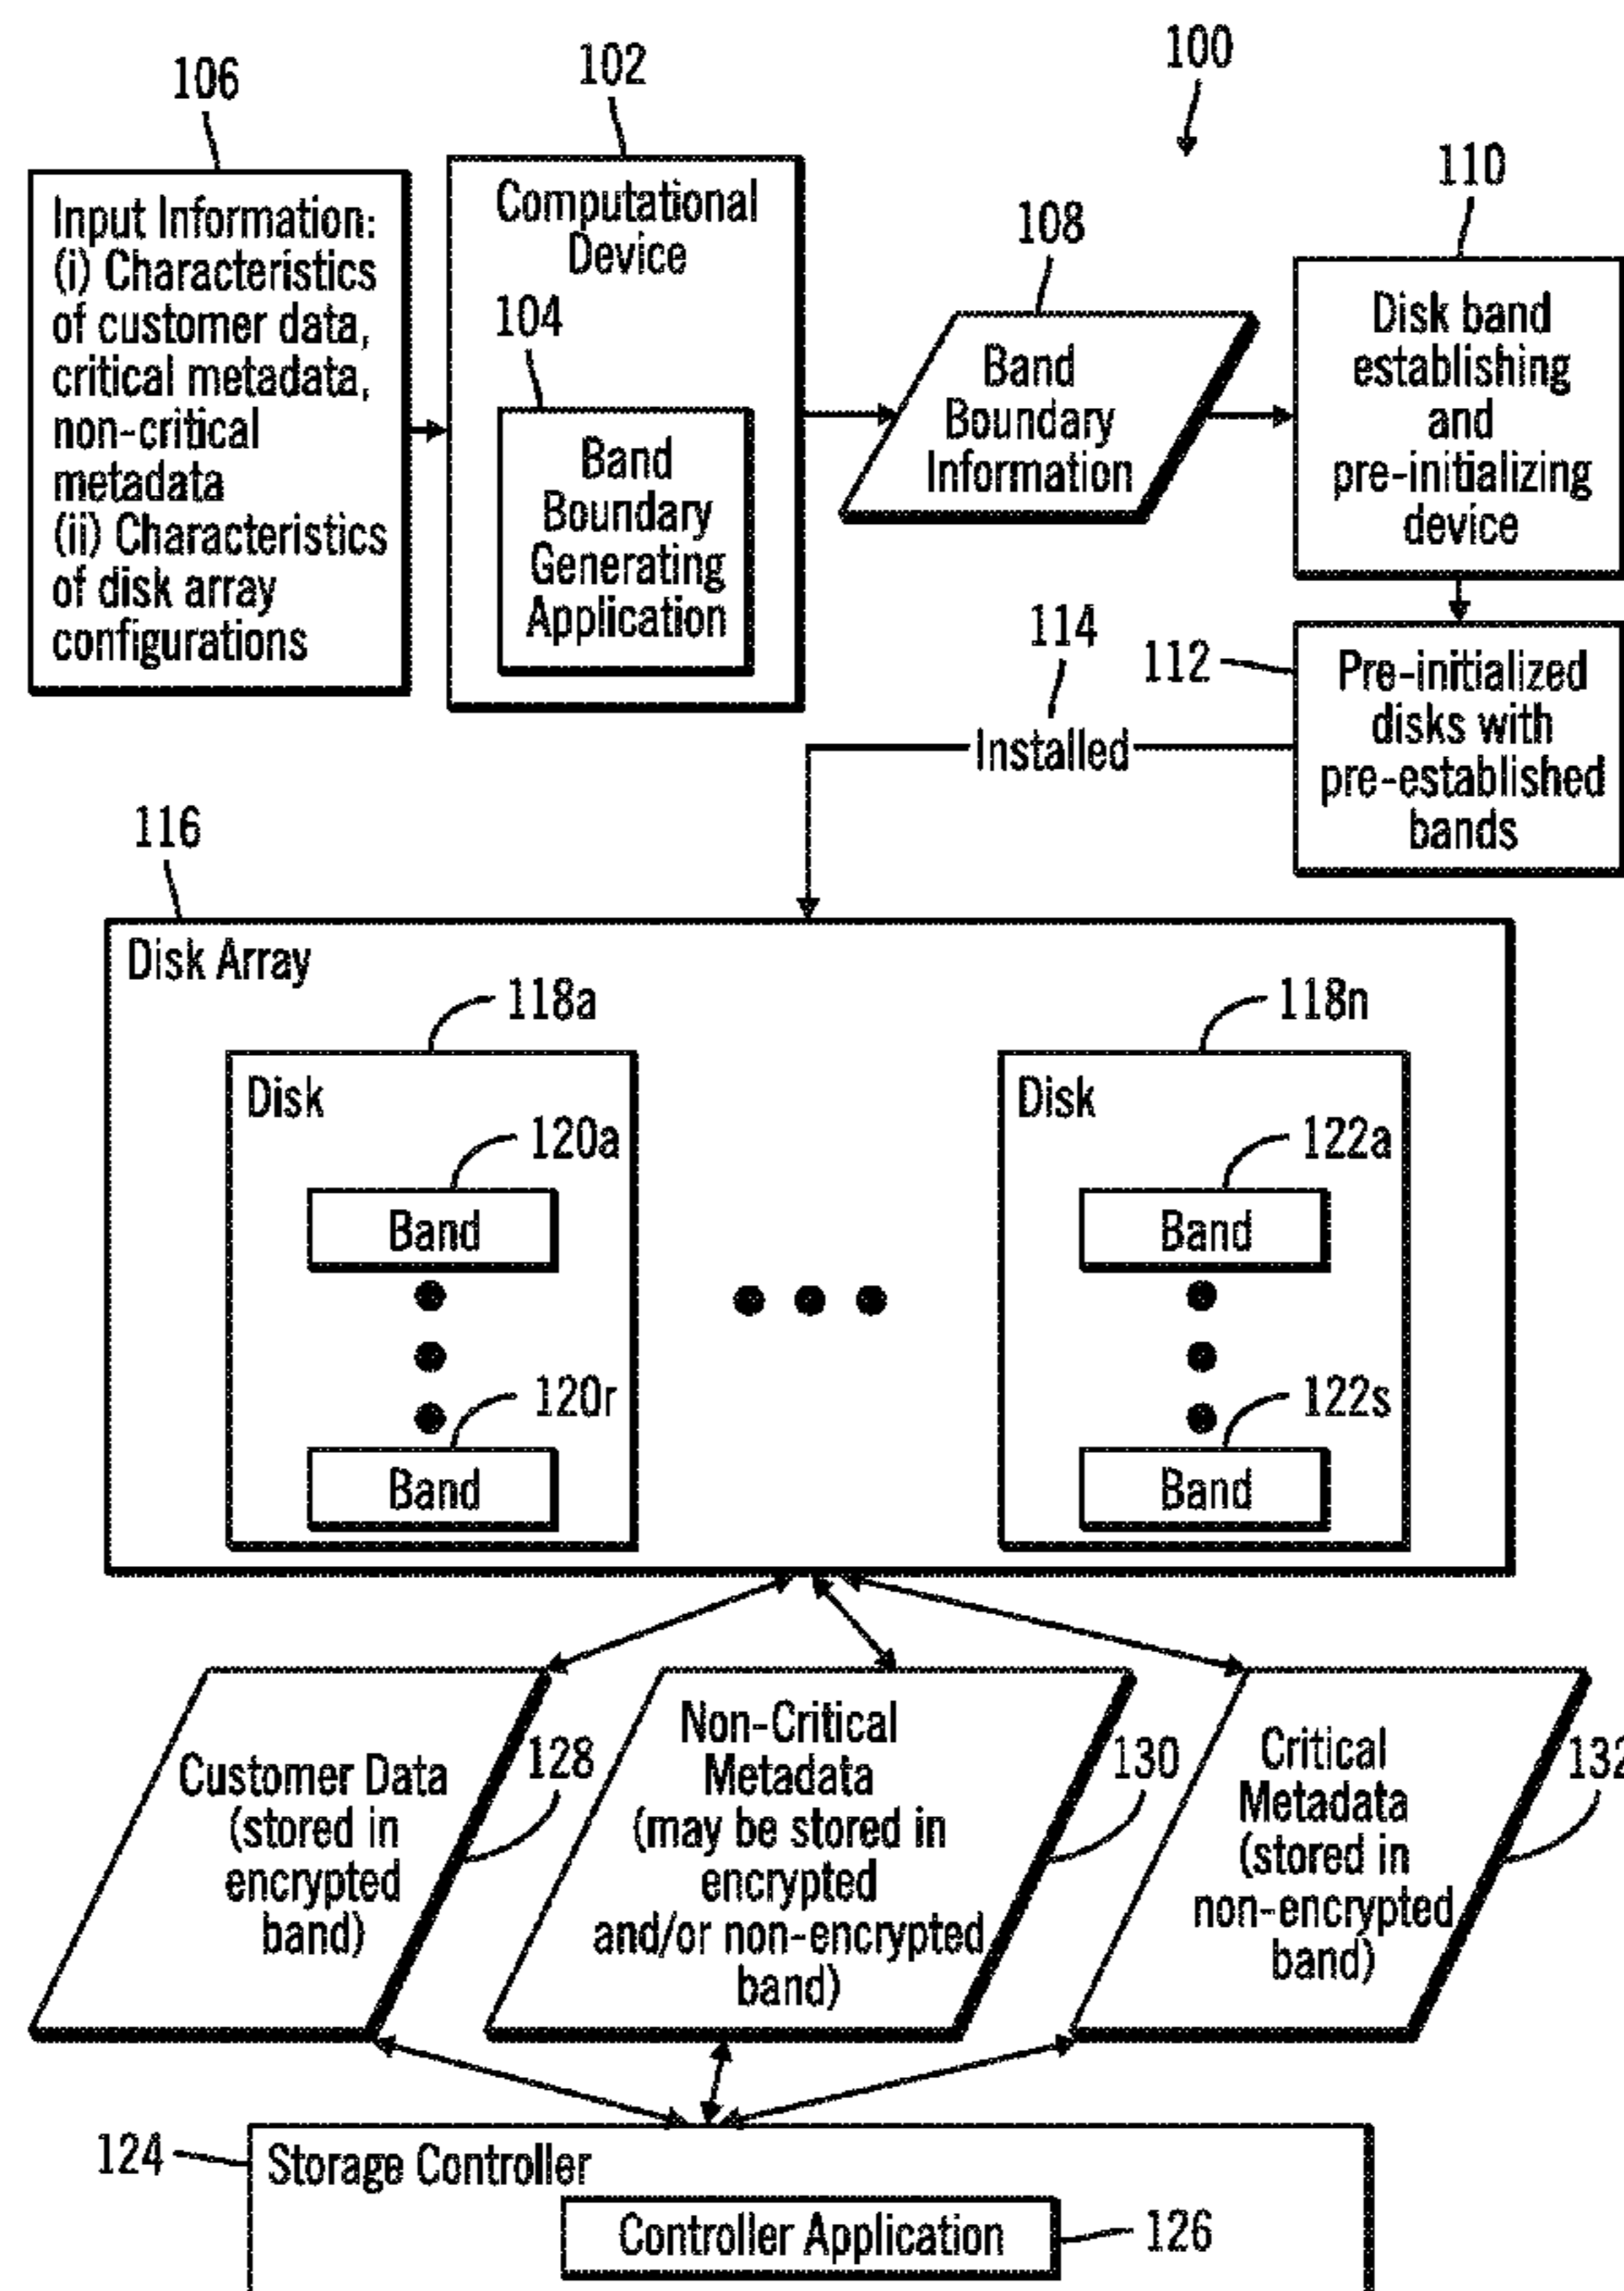 100
106
102
110
108
Input Information:
(i) Characteristics
of customer data,
critical metadata,
non-critical
metadata
(ii) Characteristics
of disk array
configurations
Computational
Device
104
Band
Boundary
Generating
Application
Band
Boundary
Information
Disk band
establishing
and
pre-initializing
device
114
Installed
112
Pre-initialized
disks with
pre-established
bands
116
Disk Array
118a
118n
Disk
Disk
120a
122a
Band
Band
120r
122s
Band
Band
Customer Data
(stored in
encrypted
band)
128
Non-Critical
Metadata
(may be stored in
encrypted
and/or non-encrypted
band)
130
Critical
Metadata
(stored in
non-encrypted
band)
132
124
Storage Controller
Controller Application
126